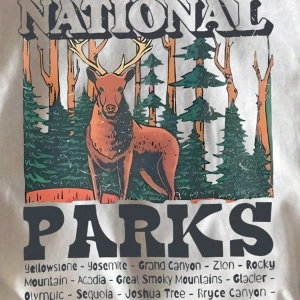 NATIONAL
PARKS
Yellowstone - Yosemite - Grand Canyon - Zion - Rocky
Mountain - Acadia - Great Smoky Mountains - Glacier -
Olympic - Sequoia - Joshua Tree - Bryce Canyon